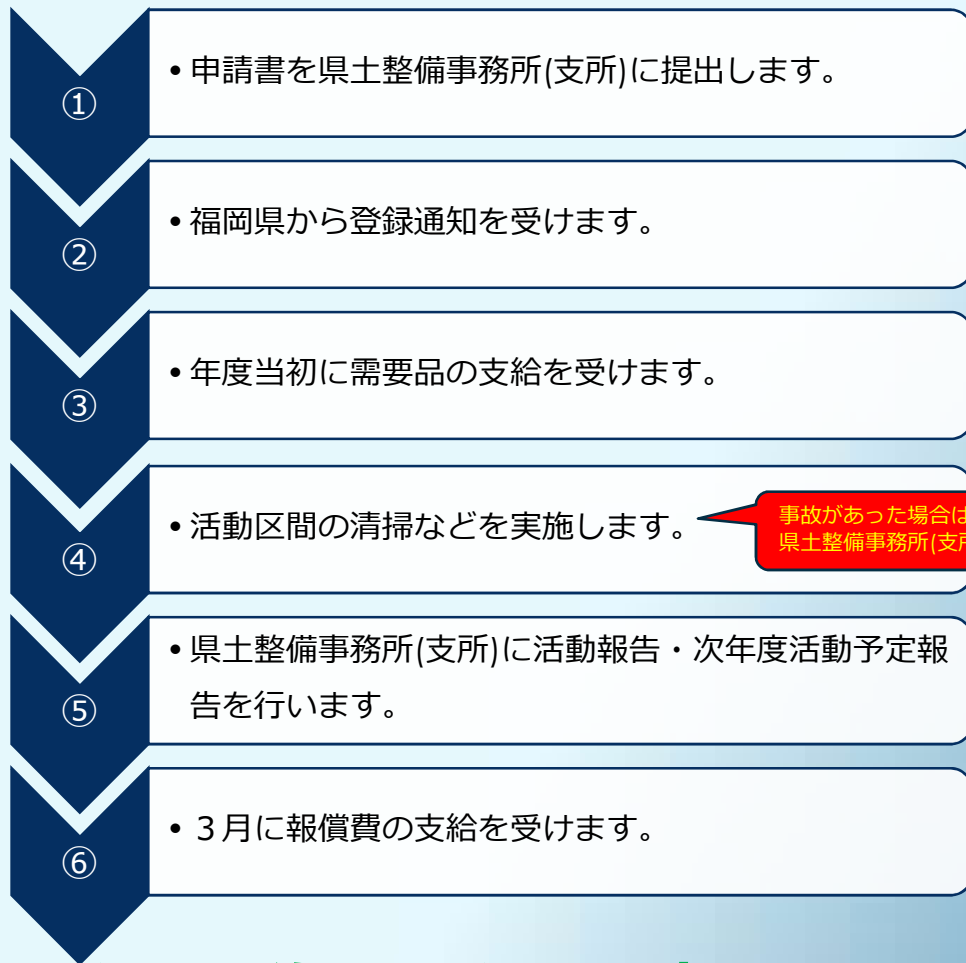 ①
• 申請書を県土整備事務所(支所)に提出します。
②
• 福岡県から登録通知を受けます。
③
• 年度当初に需要品の支給を受けます。
④
• 活動区間の清掃などを実施します。
事故があった場合は
県土整備事務所(支所
⑤
• 県土整備事務所(支所)に活動報告・次年度活動予定報
告を行います。
⑥
• ３月に報償費の支給を受けます。